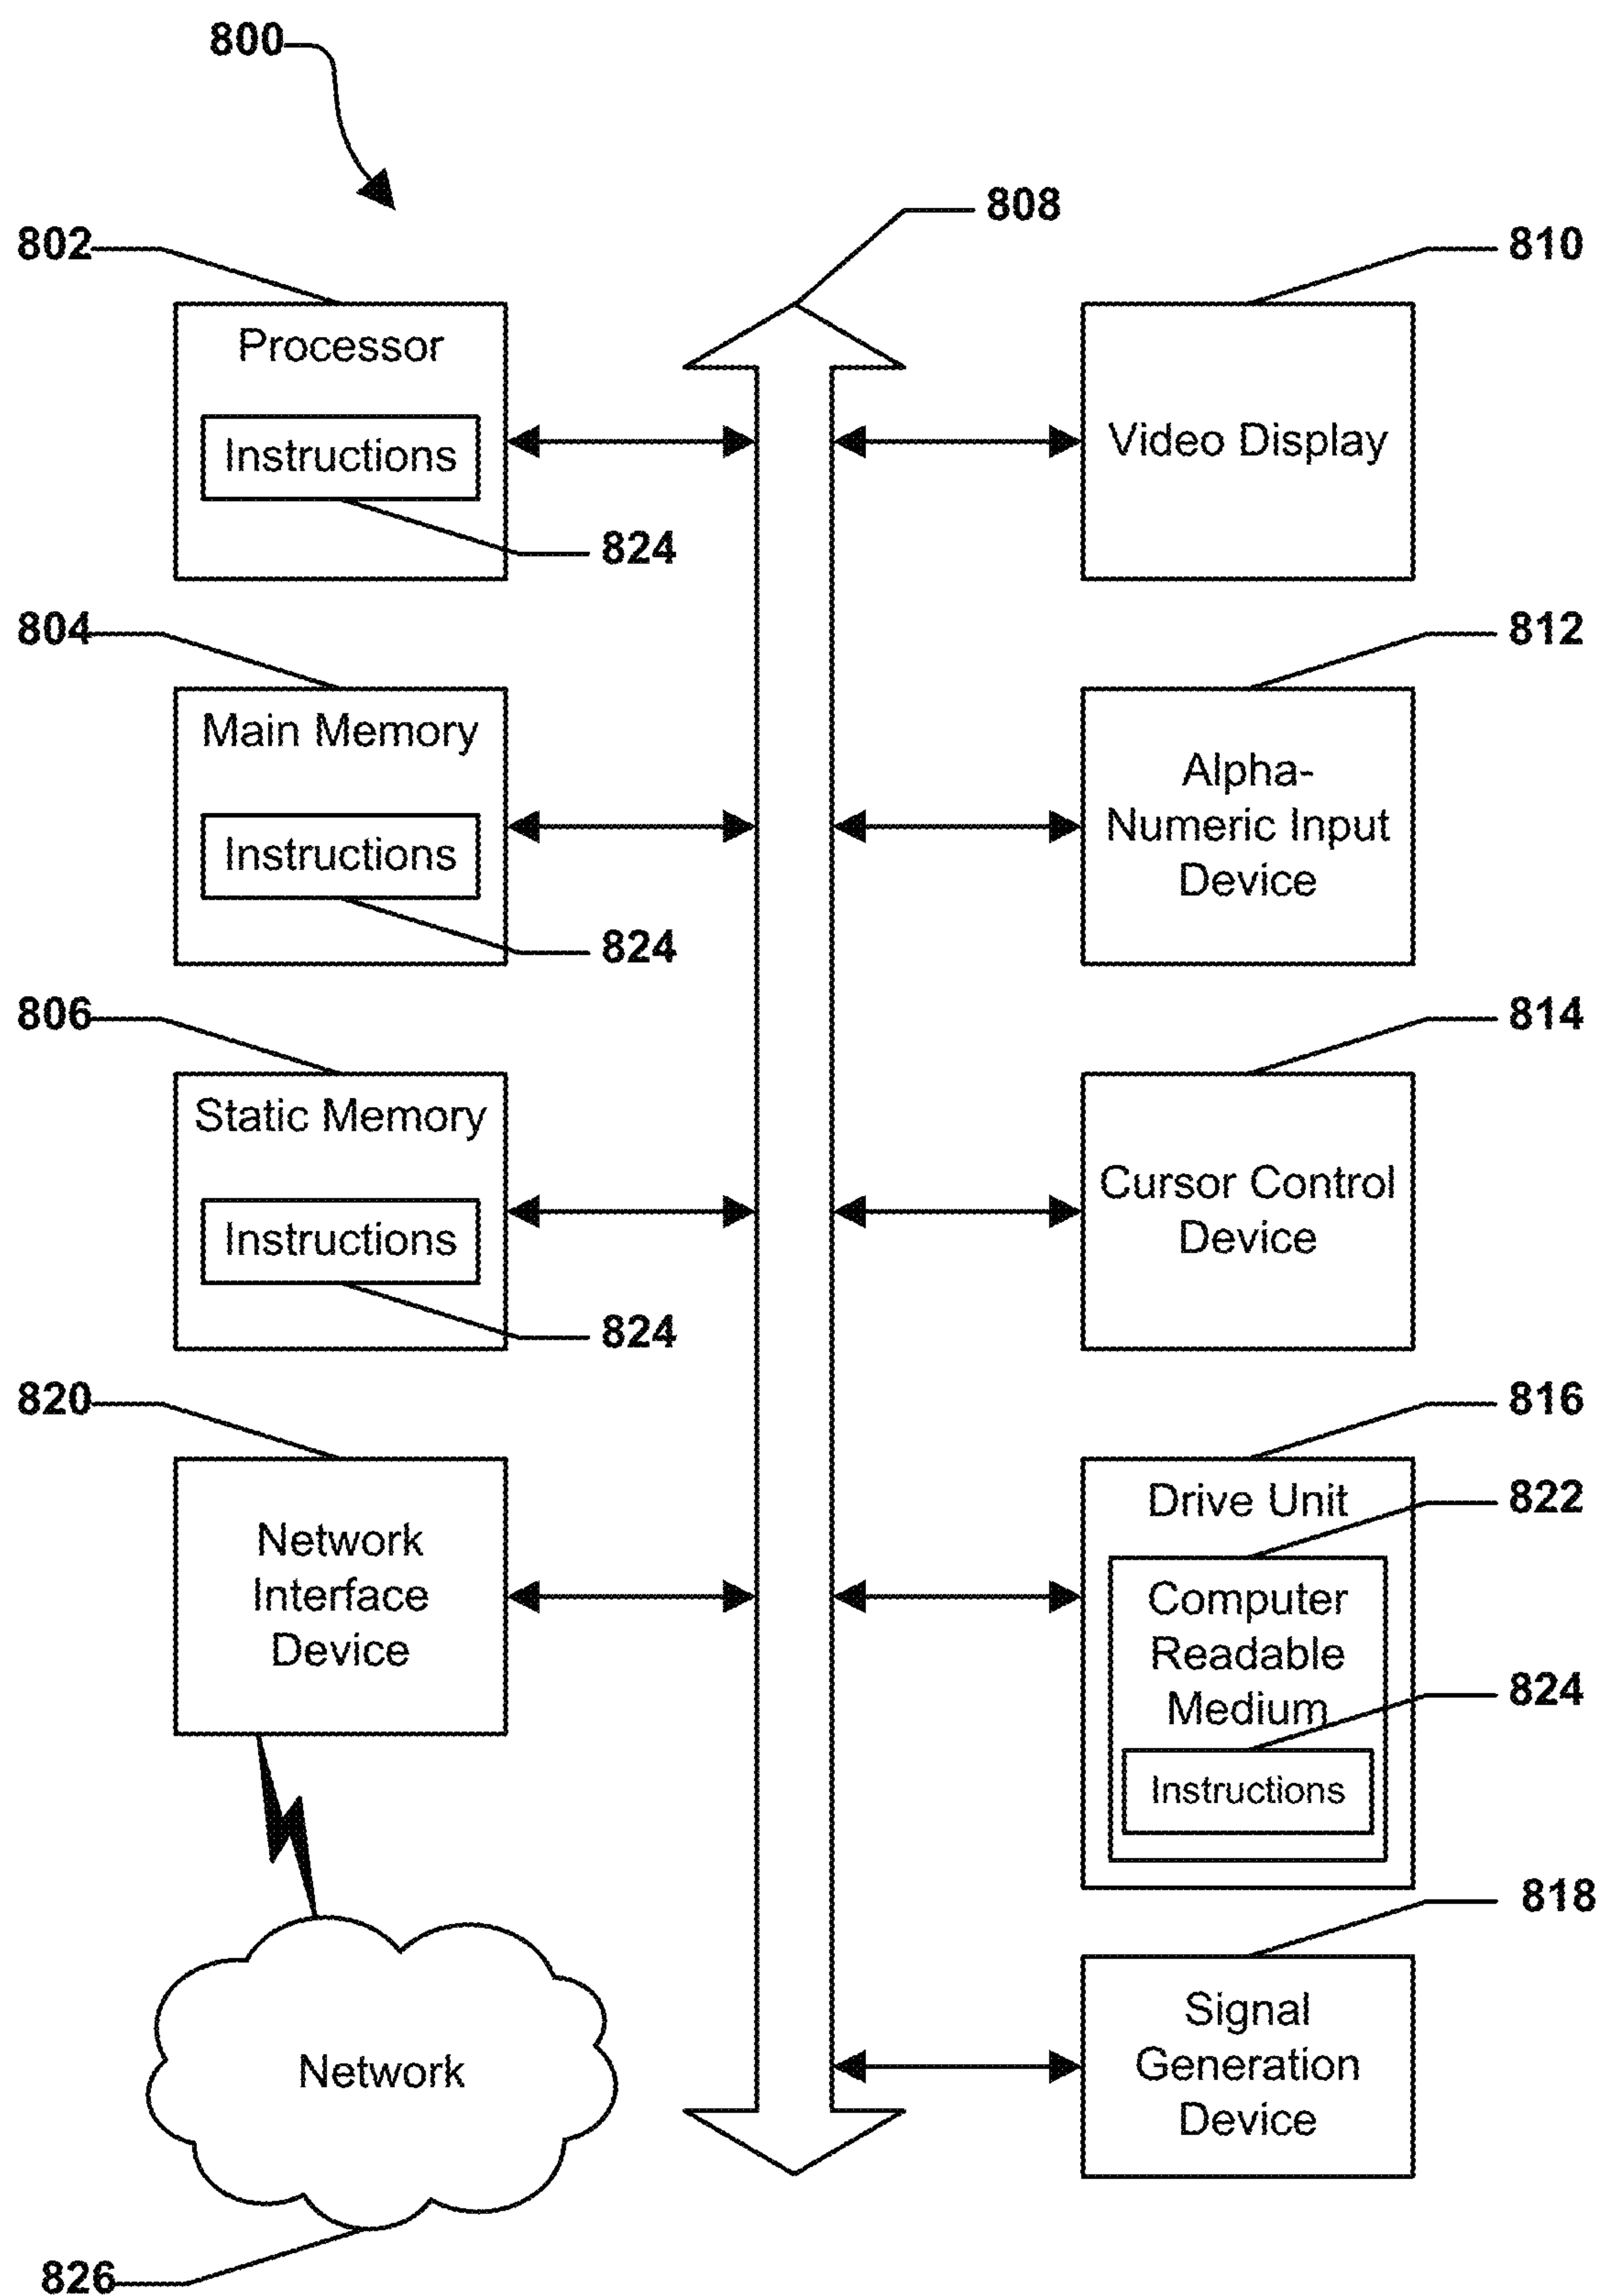 800
808
802
810
Processor
Instructions
824
Video Display
804
812
Main Memory
Instructions
824
Alpha-
Numeric Input
Device
806
814
Static Memory
Instructions
824
Cursor Control
Device
820
816
Network
Interface
Device
Drive Unit
822
Computer
Readable
Medium
824
Instructions
818
Network
Signal
Generation
Device
826